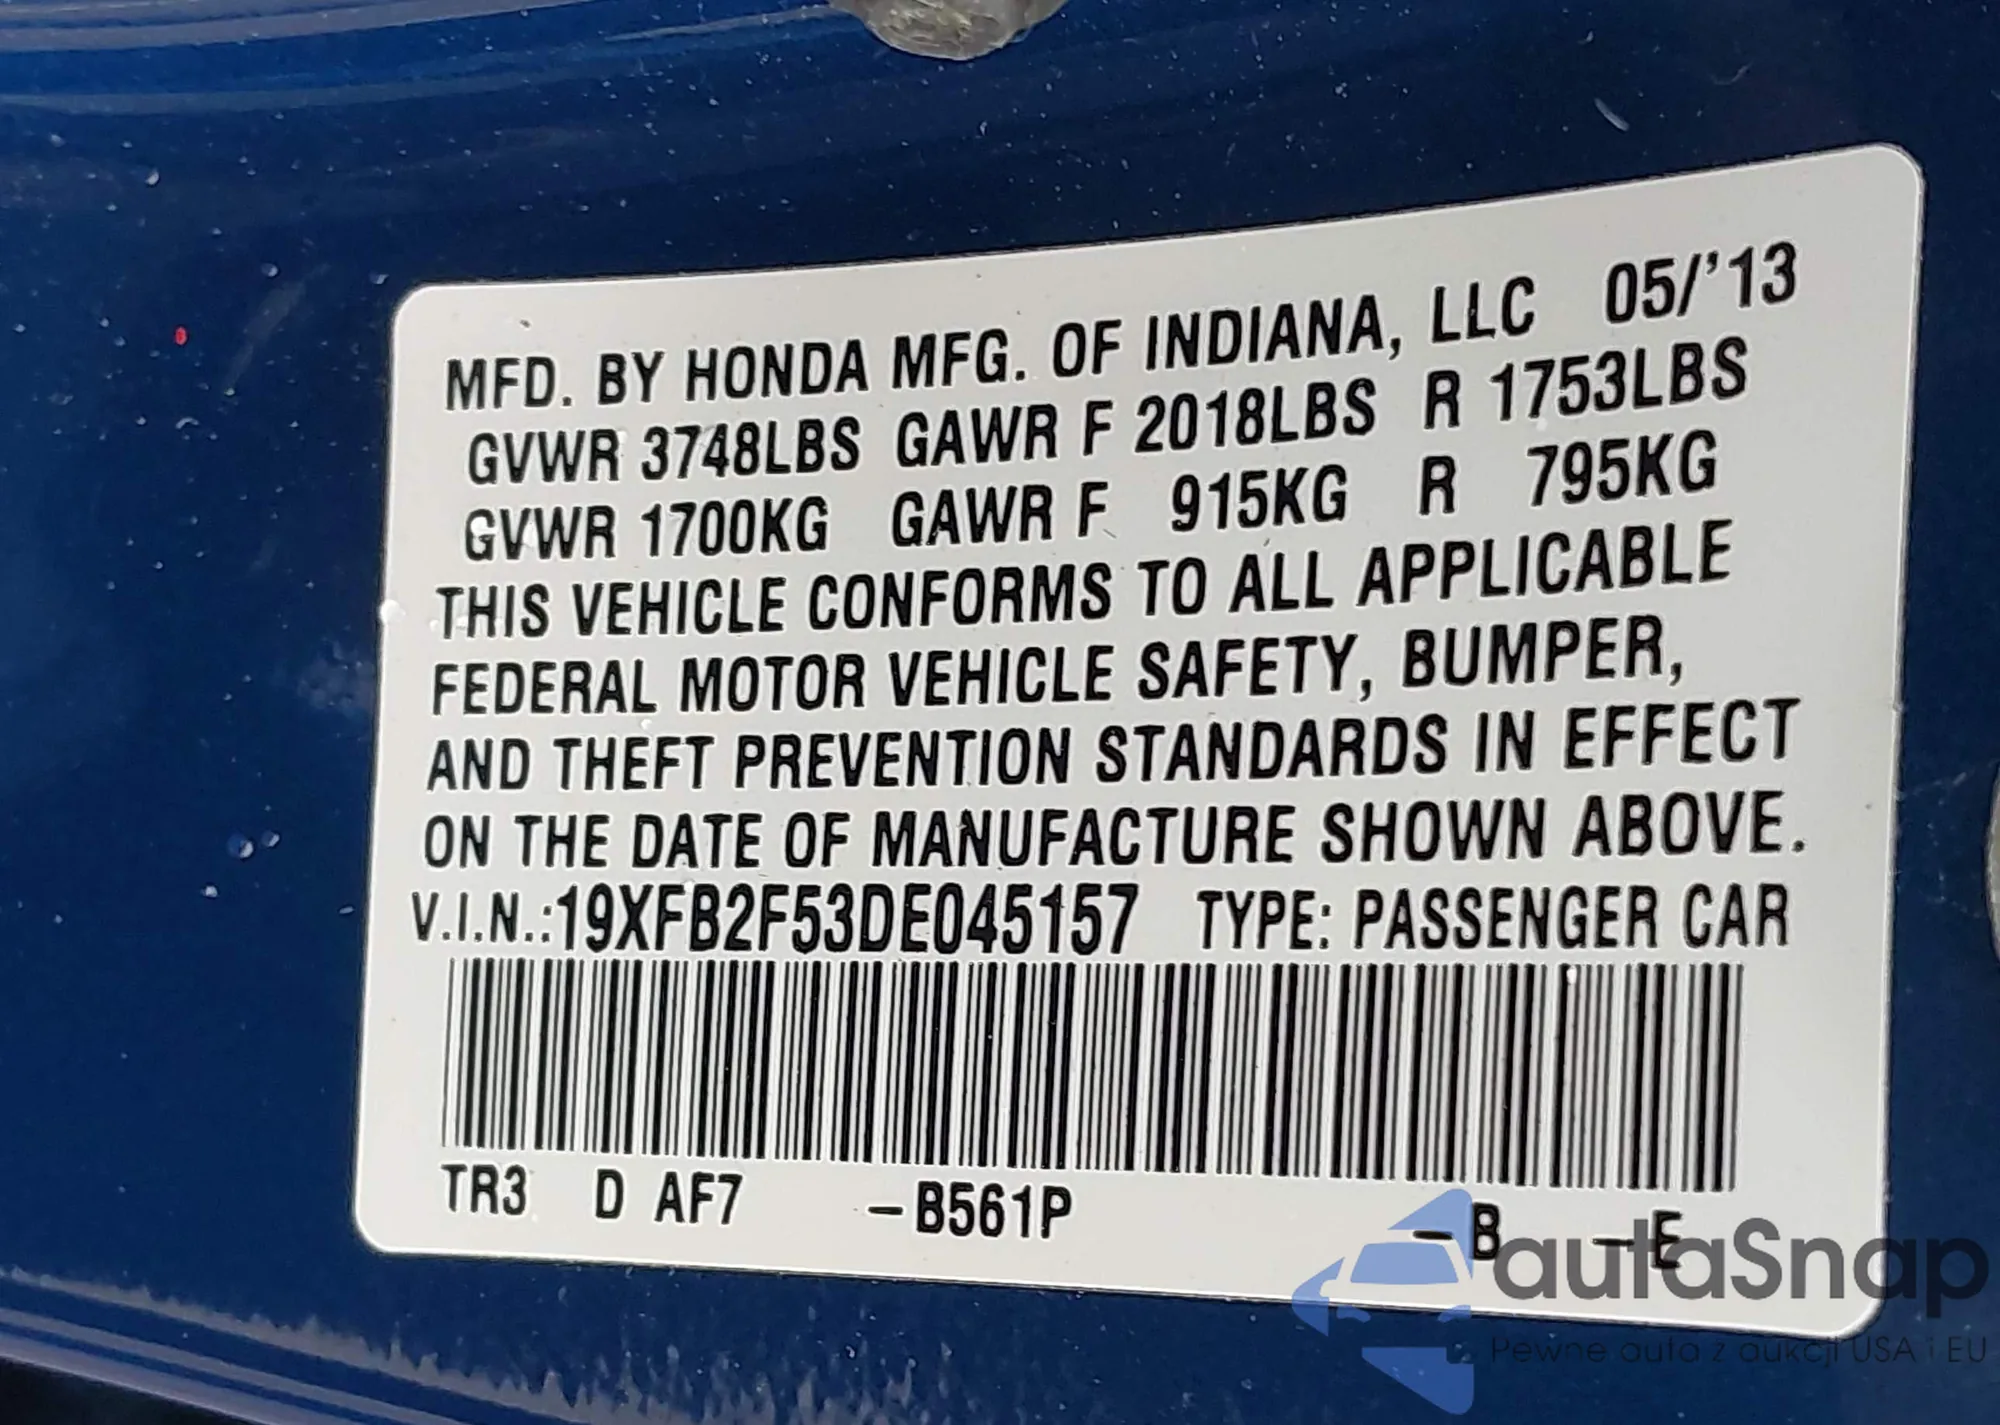 MFD. BY HONDA MFG. OF INDIANA, LLC 05/'13
GVWR 3748LBS GAWR F 2018LBS R 1753LBS
GVWR 1700KG GAWR F 915KG R 795KG
THIS VEHICLE CONFORMS TO ALL APPLICABLE
FEDERAL MOTOR VEHICLE SAFETY, BUMPER,
AND THEFT PREVENTION STANDARDS IN EFFECT
ON THE DATE OF MANUFACTURE SHOWN ABOVE.
V.I.N.:19XFB2F53DE045157 TYPE: PASSENGER CAR
TR3 D AF7 –B561P –B –E
autaSnap
Pewne auta z aukcji USA i EU